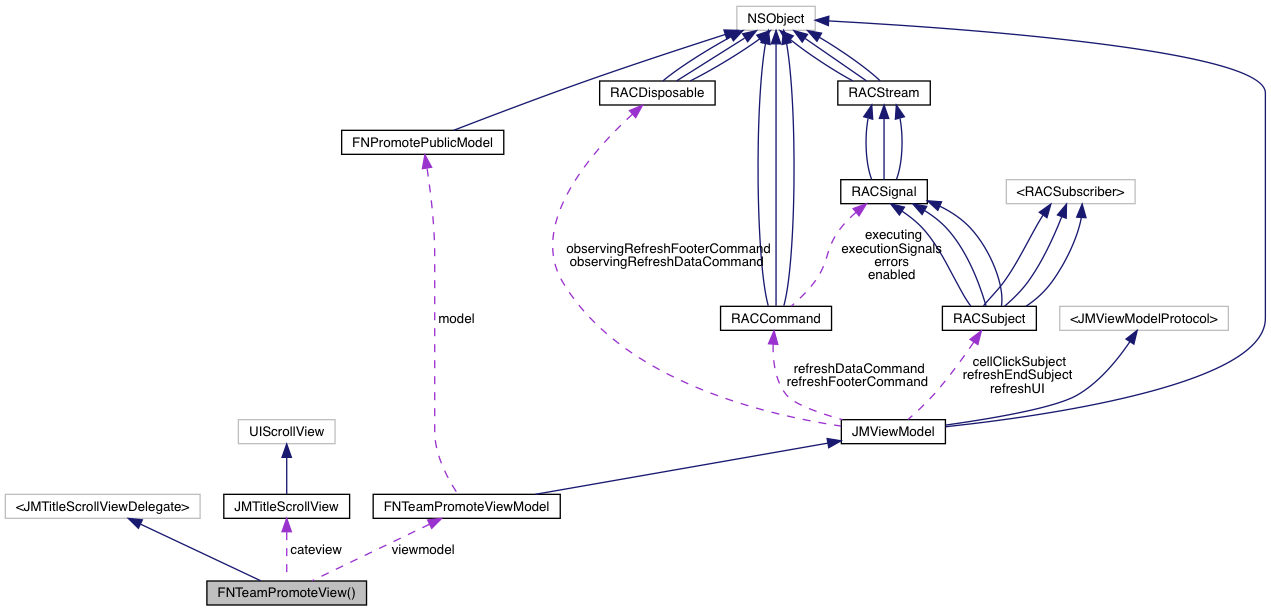 NSObject
RACDisposable
RACStream
FNPromotePublicModel
RACSignal
<RACSubscriber>
executing
executionSignals
errors
enabled
observingRefreshFooterCommand
observingRefreshDataCommand
model
RACCommand
RACSubject
<JMViewModelProtocol>
refreshDataCommand
refreshFooterCommand
cellClickSubject
refreshEndSubject
refreshUI
UIScrollView
JMViewModel
<JMTitleScrollViewDelegate>
JMTitleScrollView
FNTeamPromoteViewModel
cateview
viewmodel
FNTeamPromoteView()